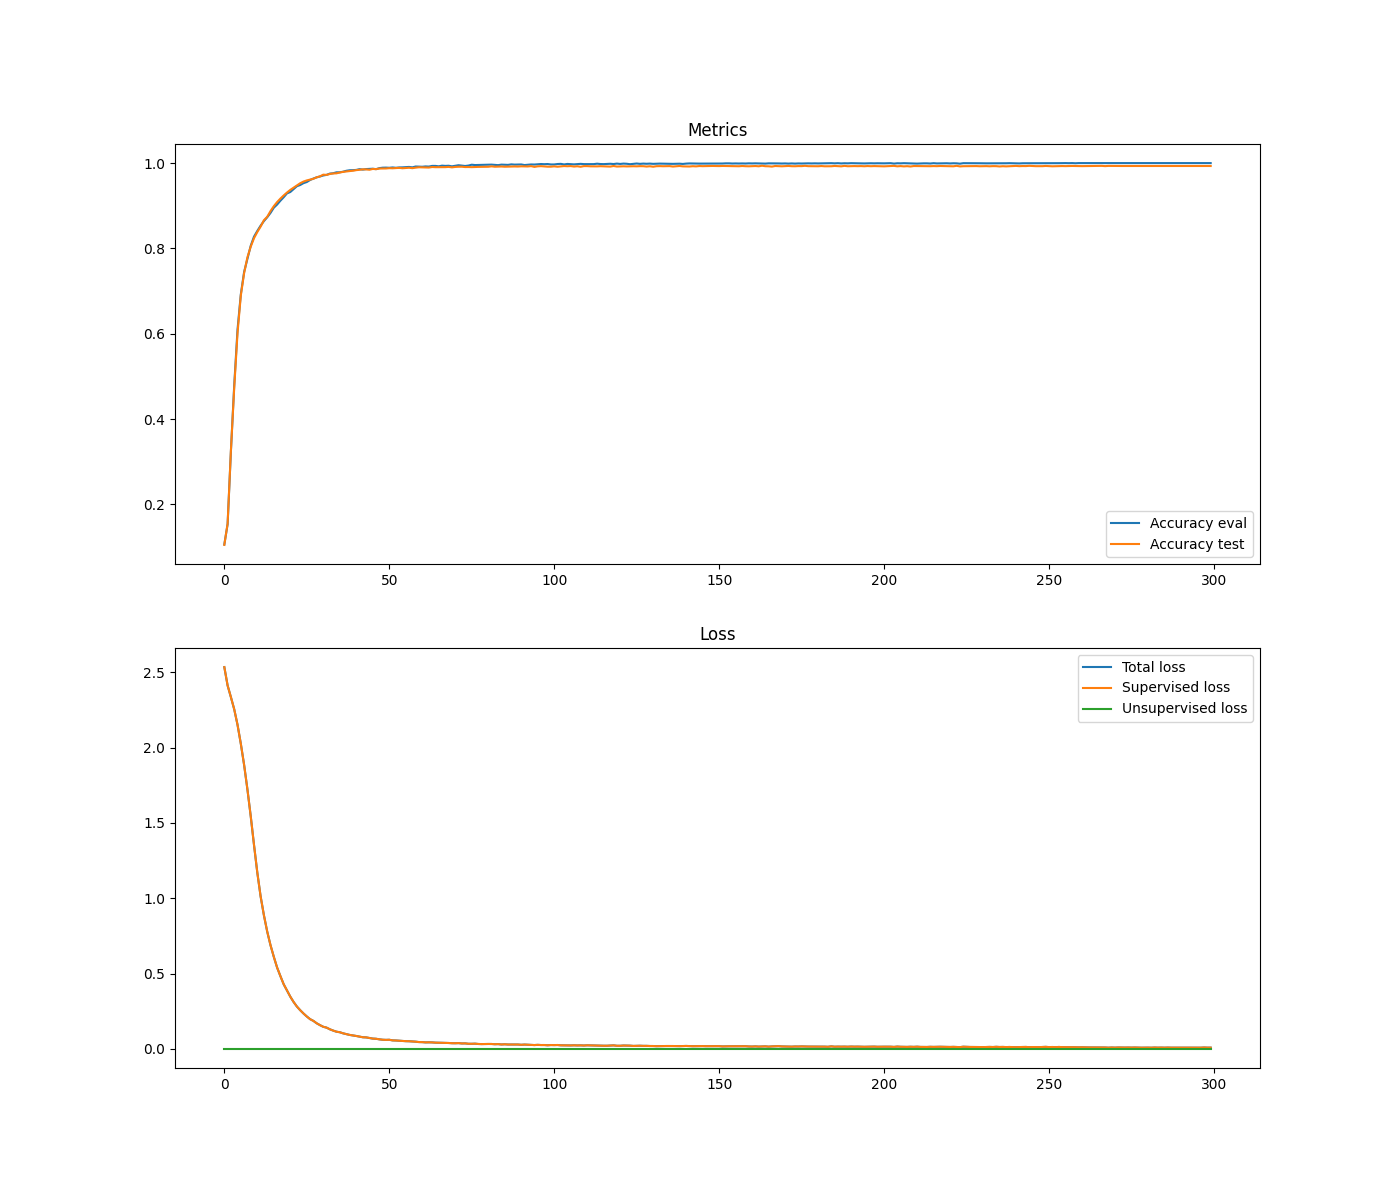 Metrics
1.0
0.8
0.6
0.4
0.2
Accuracy eval
Accuracy test
0 50 100 150 200 250 300
Loss
2.5
2.0
1.5
1.0
0.5
0.0
Total loss
Supervised loss
Unsupervised loss
0 50 100 150 200 250 300